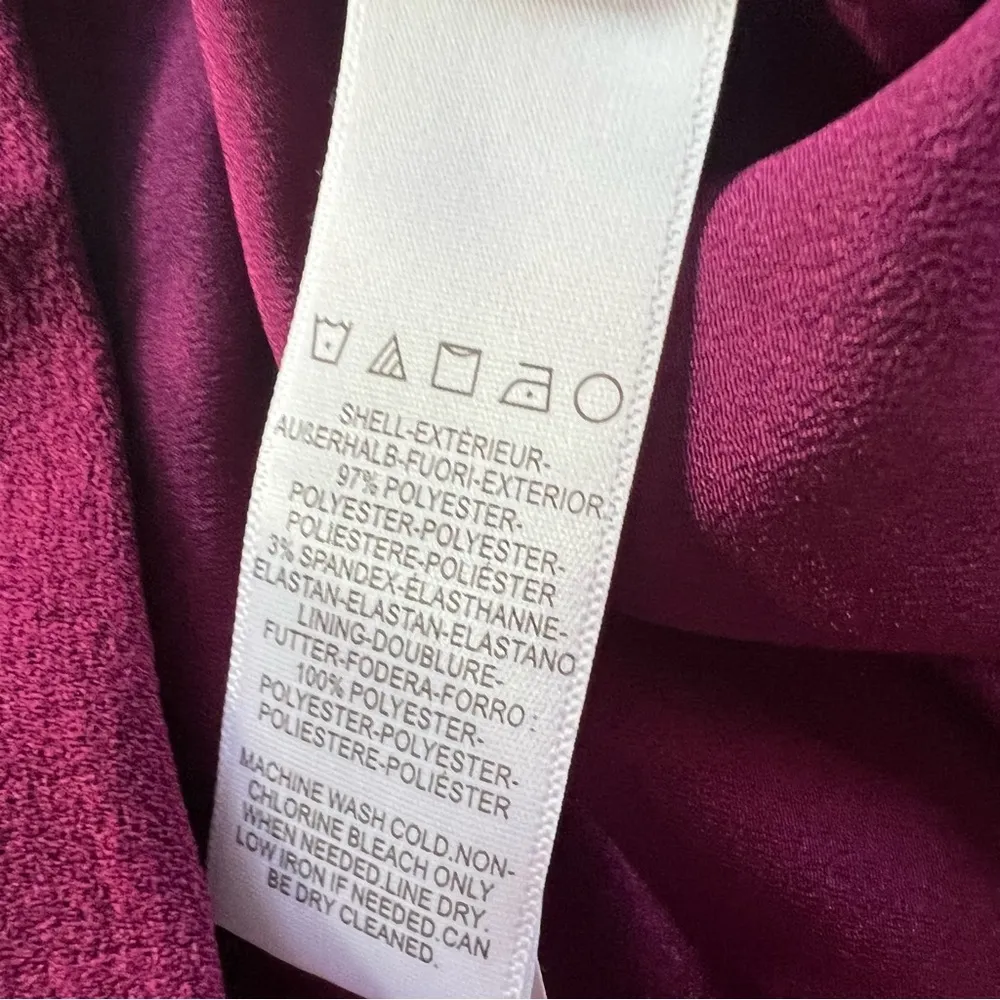 SHELL-EXTÉRIEUR-
AUßERHALB-FUORI-EXTERIOR
97% POLYESTER-
POLYESTER-POLYESTER-
POLIESTERE-POLIÉSTER
3% SPANDEX-ÉLASTHANNE-
ELASTAN-ELASTAN-ELASTANO
LINING-DOUBLURE-
FUTTER-FODERA-FORRO :
100% POLYESTER-
POLYESTER-POLYESTER-
POLIESTERE-POLIÉSTER
MACHINE WASH COLD.NON-
CHLORINE BLEACH ONLY
WHEN NEEDED.LINE DRY.
LOW IRON IF NEEDED.CAN
BE DRY CLEANED.